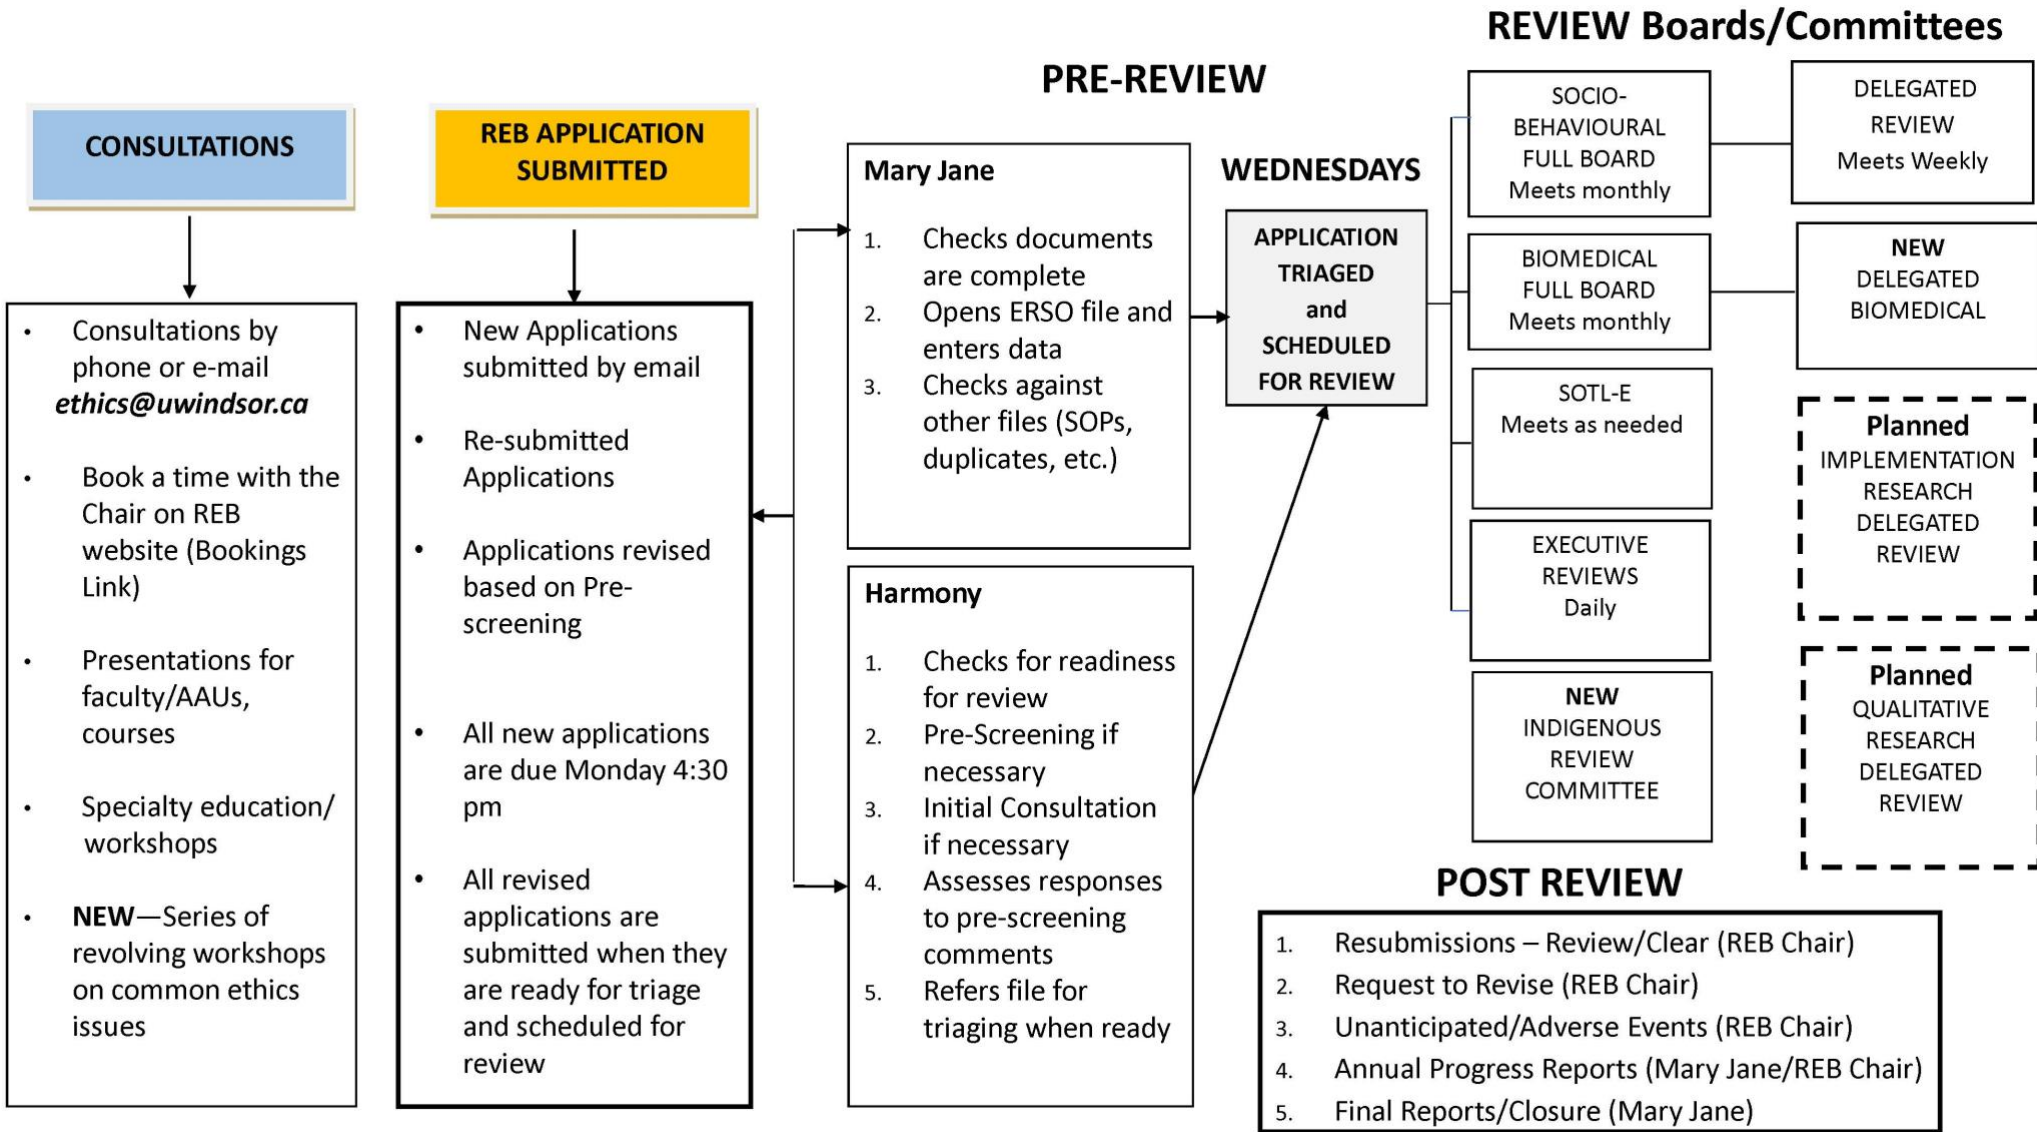 CONSULTATIONS
• Consultations by
phone or e-mail
ethics@uwindsor.ca
• Book a time with the
Chair on REB
website (Bookings
Link)
• Presentations for
faculty/AAUs,
courses
• Specialty education/
workshops
• NEW—Series of
revolving workshops
on common ethics
issues
REB APPLICATION
SUBMITTED
• New Applications
submitted by email
• Re-submitted
Applications
• Applications revised
based on Pre-
screening
• All new applications
are due Monday 4:30
pm
• All revised
applications are
submitted when they
are ready for triage
and scheduled for
review
PRE-REVIEW
Mary Jane
1. Checks documents
are complete
2. Opens ERSO file and
enters data
3. Checks against
other files (SOPs,
duplicates, etc.)
Harmony
1. Checks for readiness
for review
2. Pre-Screening if
necessary
3. Initial Consultation
if necessary
4. Assesses responses
to pre-screening
comments
5. Refers file for
triaging when ready
WEDNESDAYS
APPLICATION
TRIAGED
and
SCHEDULED
FOR REVIEW
REVIEW Boards/Committees
SOCIO-
BEHAVIOURAL
FULL BOARD
Meets monthly
DELEGATED
REVIEW
Meets Weekly
BIOMEDICAL
FULL BOARD
Meets monthly
NEW
DELEGATED
BIOMEDICAL
SOTL-E
Meets as needed
EXECUTIVE
REVIEWS
Daily
NEW
INDIGENOUS
REVIEW
COMMITTEE
Planned
IMPLEMENTATION
RESEARCH
DELEGATED
REVIEW
Planned
QUALITATIVE
RESEARCH
DELEGATED
REVIEW
POST REVIEW
1. Resubmissions – Review/Clear (REB Chair)
2. Request to Revise (REB Chair)
3. Unanticipated/Adverse Events (REB Chair)
4. Annual Progress Reports (Mary Jane/REB Chair)
5. Final Reports/Closure (Mary Jane)